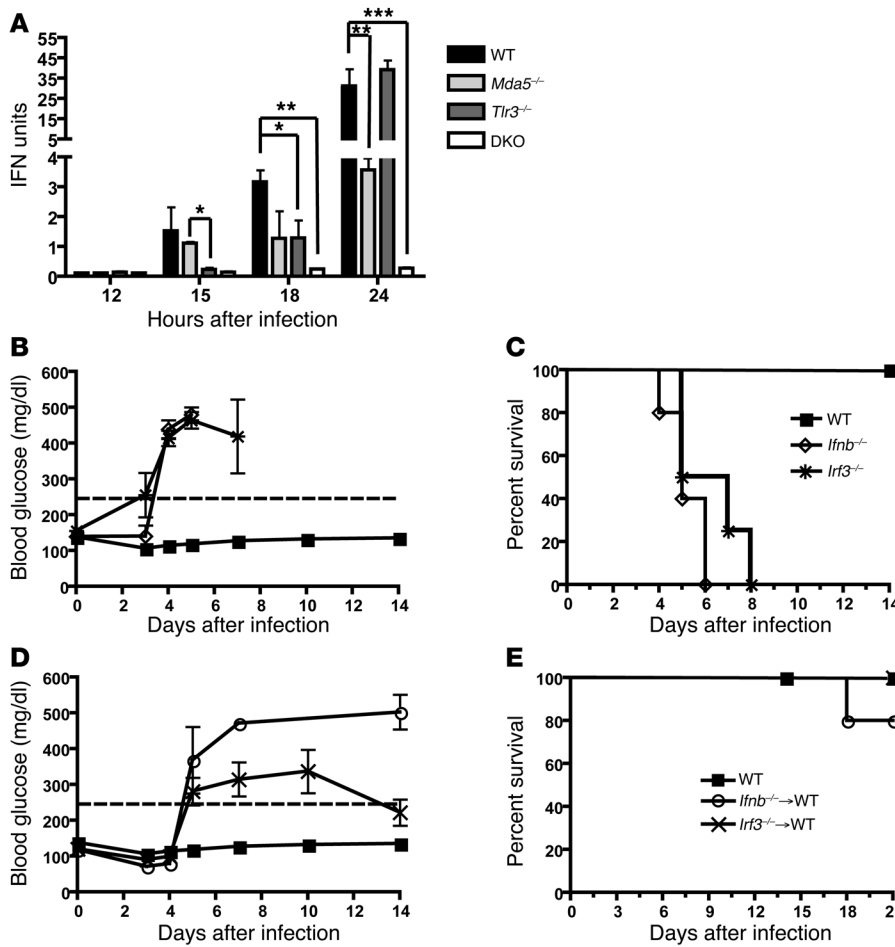 A
IFN units
55
45
35
25
15
5
4
3
2
1
0
**
***
**
*
*
12 15 18 24
Hours after infection
WT
Mda5–/–
Tlr3–/–
DKO
B
Blood glucose (mg/dl)
600
500
400
300
200
100
0
0 2 4 6 8 10 12 14
Days after infection
C
Percent survival
100
80
60
40
20
0
WT
Ifnb–/–
Irf3–/–
0 2 4 6 8 10 12 14
Days after infection
D
Blood glucose (mg/dl)
600
500
400
300
200
100
0
0 2 4 6 8 10 12 14
Days after infection
E
Percent survival
100
80
60
40
20
0
WT
Ifnb–/–→WT
Irf3–/–→WT
0 3 6 9 12 15 18 2
Days after infection